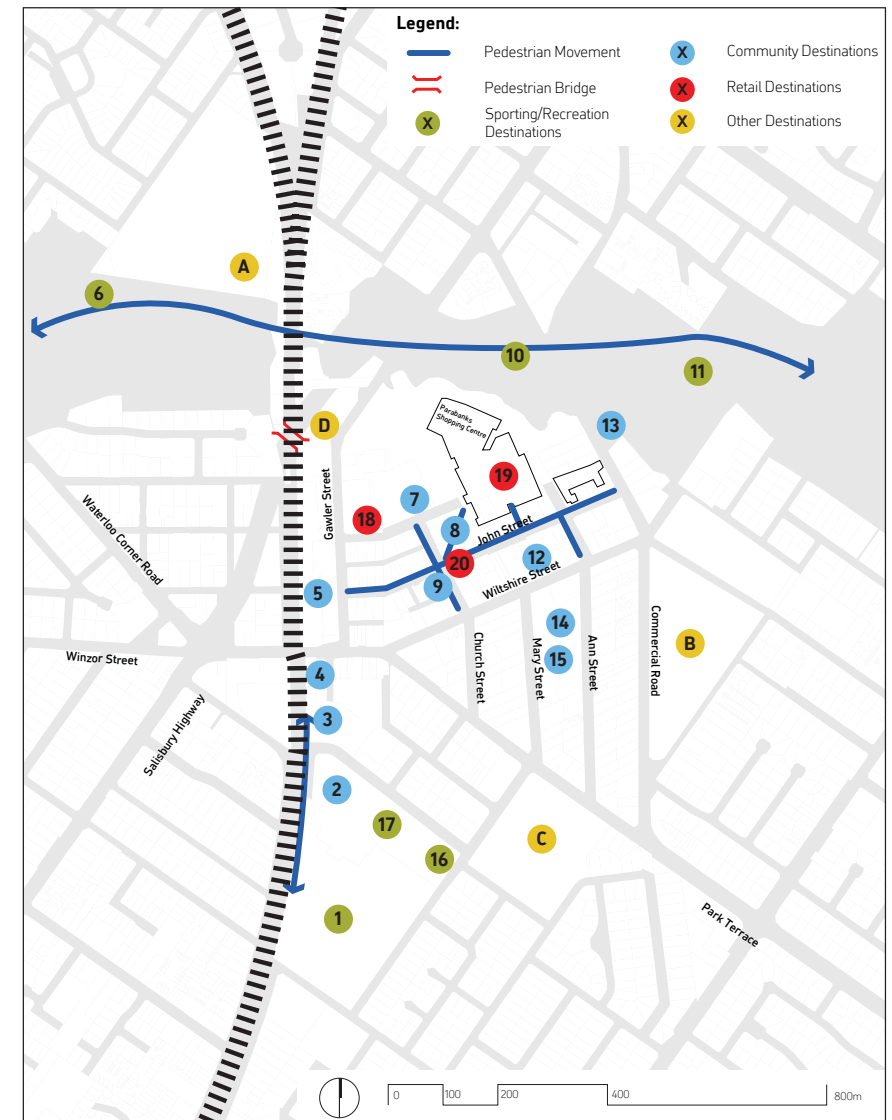 Legend:
Pedestrian Movement
Pedestrian Bridge
X
Sporting/Recreation
Destinations
X
Community Destinations
X
Retail Destinations
X
Other Destinations
A
6
10
11
D
13
Parabanks
Shopping Centre
19
7
18
8
John Street
Gawler Street
Waterloo Corner Road
20
12
9
5
Wiltshire Street
14
B
Winzor Street
15
4
Church Street
Mary Street
Ann Street
Commercial Road
3
Salisbury Highway
2
17
C
16
1
Park Terrace
0
100
200
400
800m